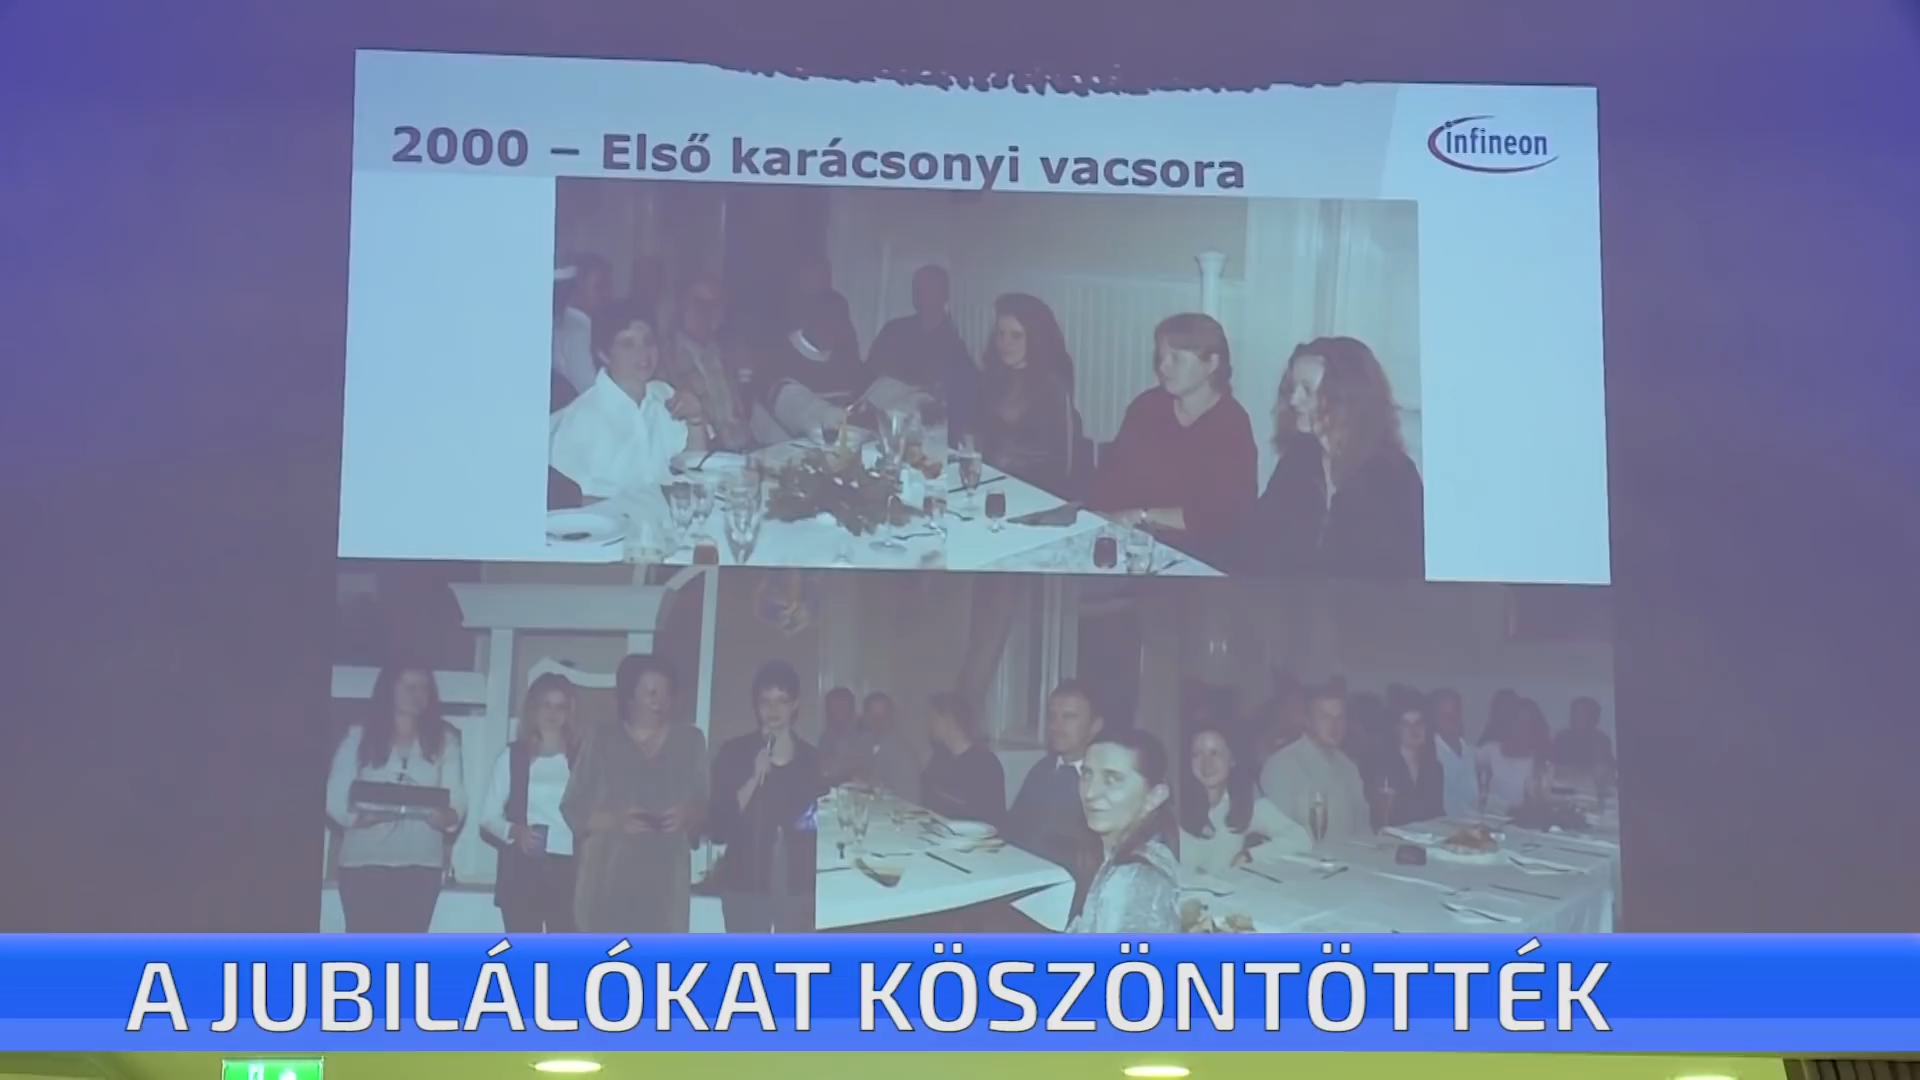 2000 – Első karácsonyi vacsora
infineon
A JUBILÁLÓKAT KÖSZÖNTÖTTÉK